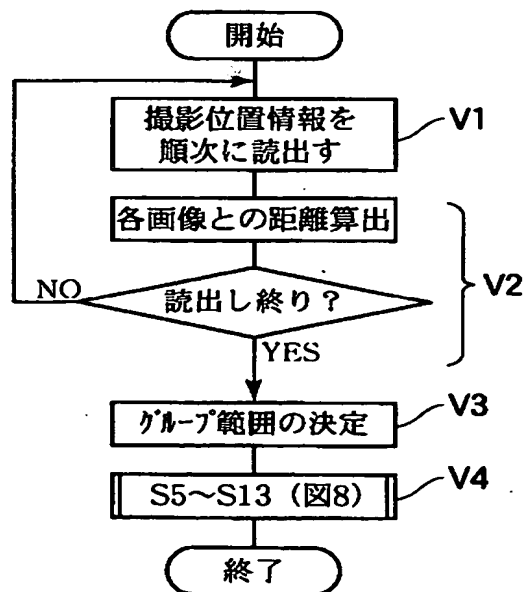 開始
撮影位置情報を
順次に読出す
V1
各画像との距離算出
V2
NO
読出し終り？
YES
グループ範囲の決定
V3
S5～S13（図8）
V4
終了